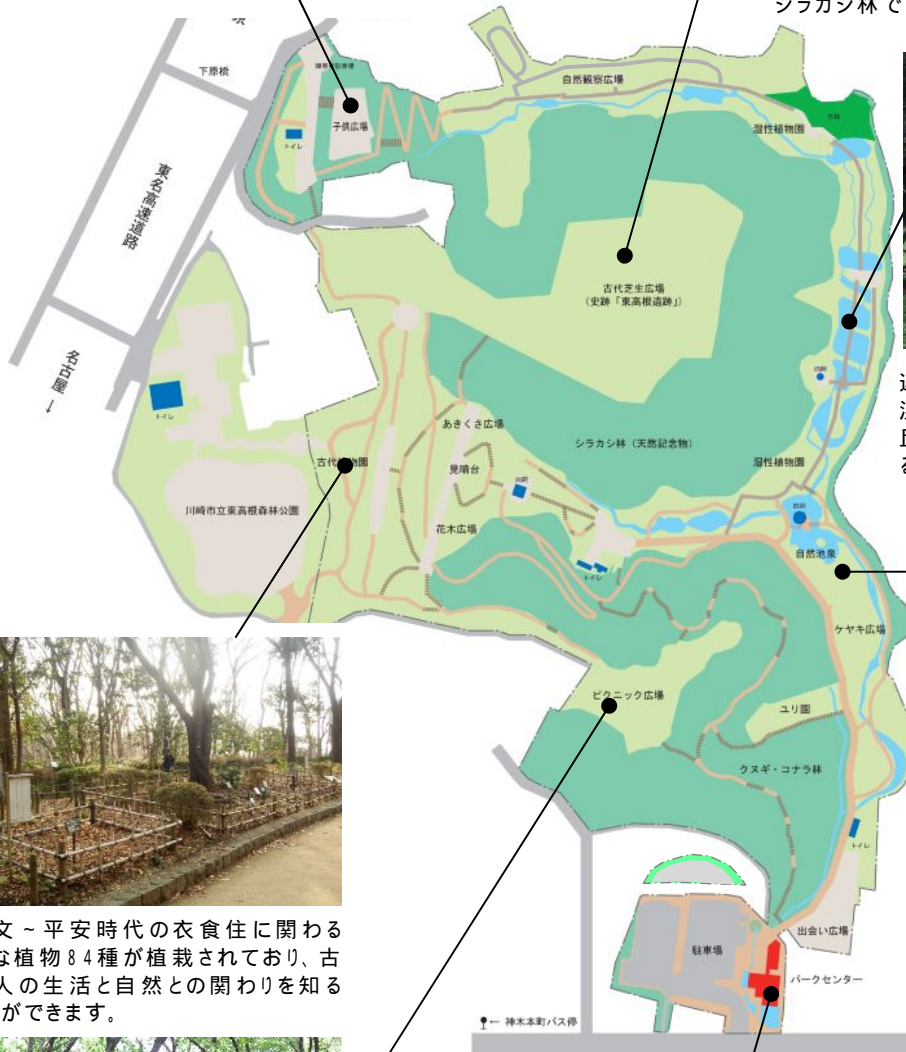 シラカシ林で
下原橋
自然観察広場
子供広場
トイレ
湿性植物園
竹林
東名高速道路
古代芝生広場
(史跡「東高根遺跡」)
名古屋
↓
トイレ
あきくさ広場
シラカシ林(天然記念物)
古代植物園
見晴台
湿性植物園
川崎市立東高根森林公園
花木広場
自然池泉
トイレ
ケヤキ広場
ピクニック広場
ユリ園
クヌギ・コナラ林
トイレ
文~平安時代の衣食住に関わる
な植物84種が植栽されており、古
人の生活と自然との関わりを知る
ができます。
出会い広場
駐車場
パークセンター
← 神木本町バス停